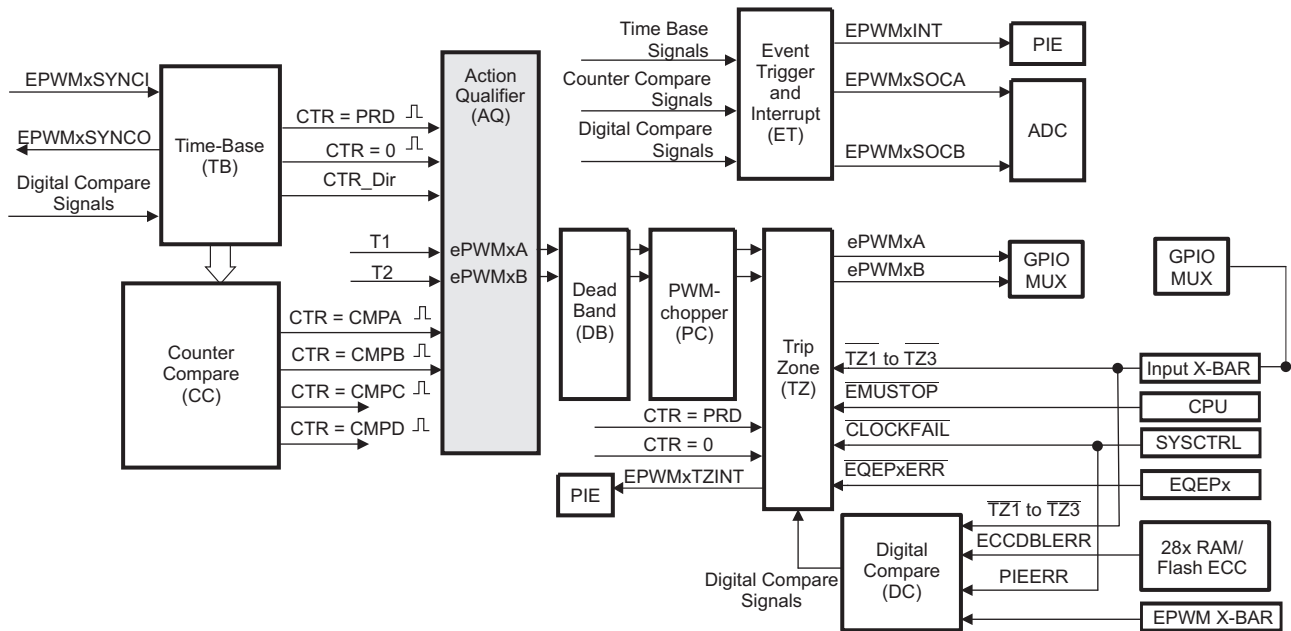 EPWMxSYNCI
EPWMxSYNCO
Digital Compare
Signals
Time-Base
(TB)
CTR = PRD
CTR = 0
CTR_Dir
Action
Qualifier
(AQ)
T1
T2
ePWMxA
ePWMxB
Counter
Compare
(CC)
CTR = CMPA
CTR = CMPB
CTR = CMPC
CTR = CMPD
Time Base
Signals
Counter Compare
Signals
Digital Compare
Signals
Event
Trigger
and
Interrupt
(ET)
EPWMxINT
EPWMxSOCA
EPWMxSOCB
PIE
ADC
Dead
Band
(DB)
PWM-
chopper
(PC)
Trip
Zone
(TZ)
ePWMxA
ePWMxB
GPIO
MUX
GPIO
MUX
TZ1 to TZ3
Input X-BAR
EMUSTOP
CPU
CLOCKFAIL
SYSCTRL
EQEPxERR
EQEPx
CTR = PRD
CTR = 0
EPWMxTZINT
PIE
TZ1 to TZ3
ECCDBLERR
28x RAM/
Flash ECC
PIEERR
EPWM X-BAR
Digital
Compare
(DC)
Digital Compare
Signals